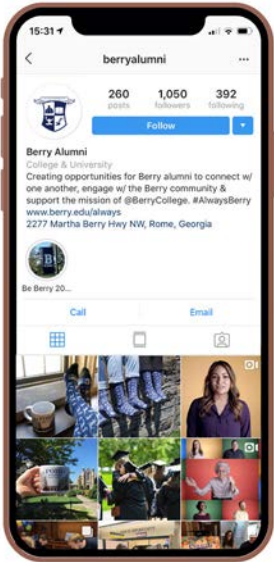 15:31
berryalumni
260 1,050 392
posts followers following
Follow
Berry Alumni
College & University
Creating opportunities for Berry alumni to connect w/
one another, engage w/ the Berry community &
support the mission of @BerryCollege. #AlwaysBerry
www.berry.edu/always
2277 Martha Berry Hwy NW, Rome, Georgia
B
Be Berry 20...
Call Email